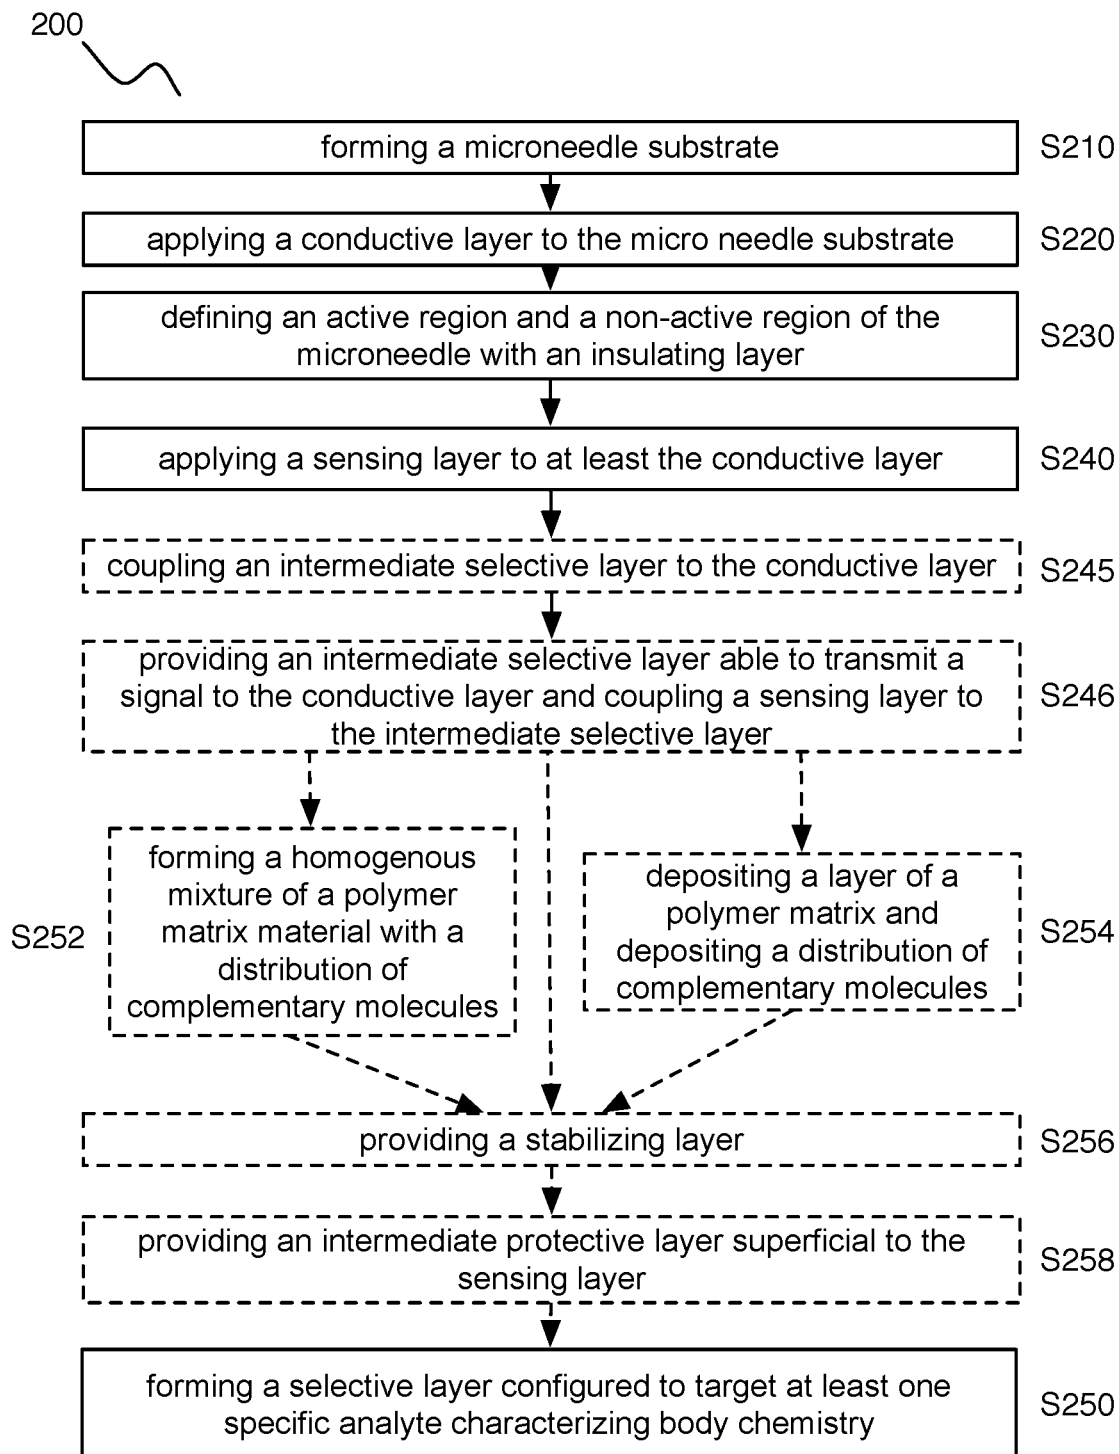 200
forming a microneedle substrate
S210
applying a conductive layer to the micro needle substrate
S220
defining an active region and a non-active region of the
microneedle with an insulating layer
S230
applying a sensing layer to at least the conductive layer
S240
coupling an intermediate selective layer to the conductive layer
S245
providing an intermediate selective layer able to transmit a
signal to the conductive layer and coupling a sensing layer to
the intermediate selective layer
S246
S252
forming a homogenous
mixture of a polymer
matrix material with a
distribution of
complementary molecules
depositing a layer of a
polymer matrix and
depositing a distribution of
complementary molecules
S254
providing a stabilizing layer
S256
providing an intermediate protective layer superficial to the
sensing layer
S258
forming a selective layer configured to target at least one
specific analyte characterizing body chemistry
S250